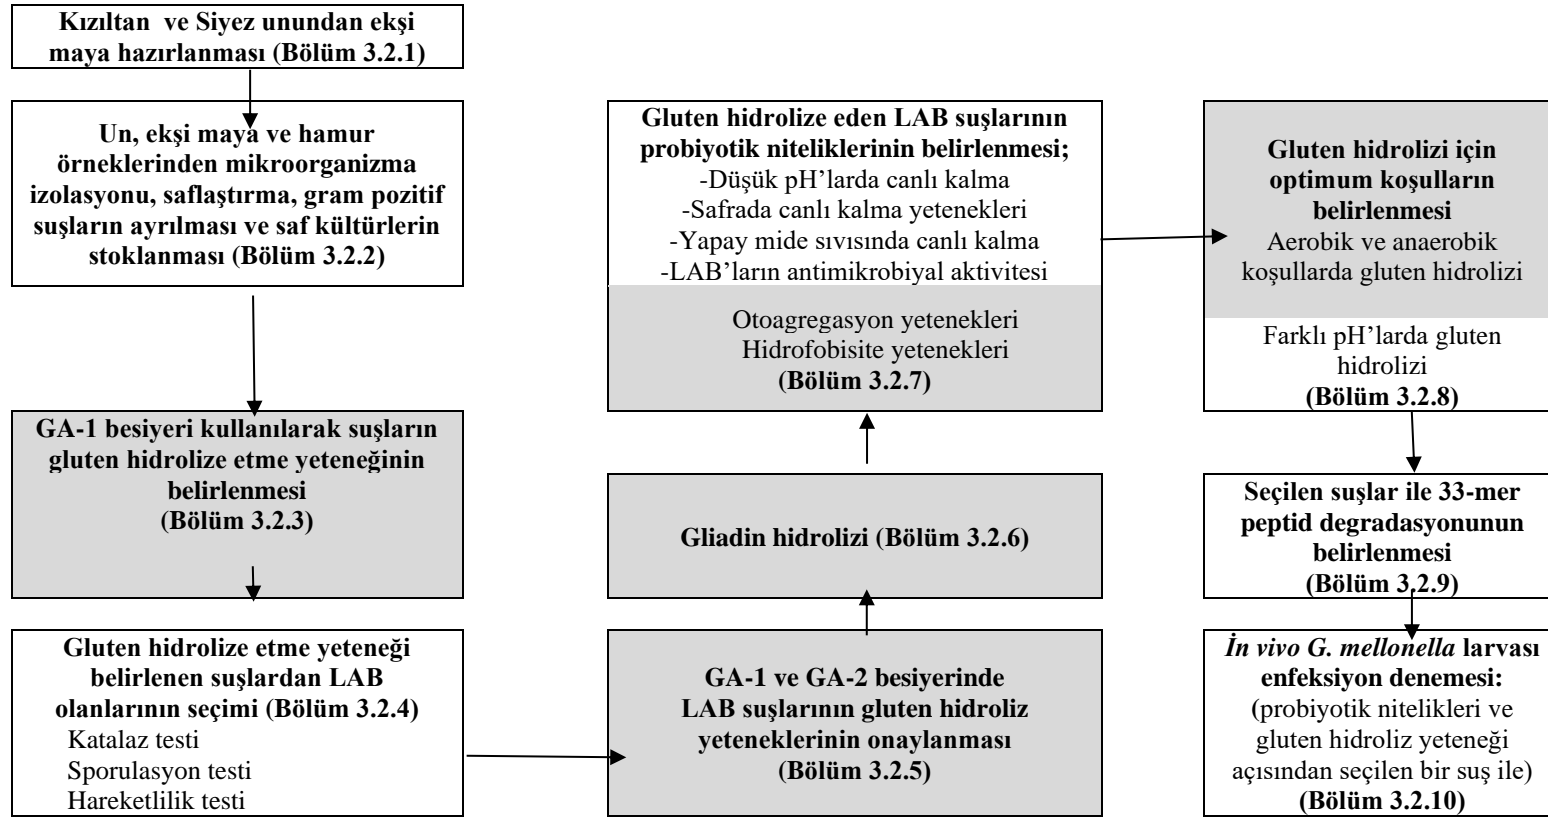 Kızıltan ve Siyez unundan ekşi
maya hazırlanması (Bölüm 3.2.1)
Un, ekşi maya ve hamur
örneklerinden mikroorganizma
izolasyonu, saflaştırma, gram pozitif
suşların ayrılması ve saf kültürlerin
stoklanması (Bölüm 3.2.2)
GA-1 besiyeri kullanılarak suşların
gluten hidrolize etme yeteneğinin
belirlenmesi
(Bölüm 3.2.3)
Gluten hidrolize etme yeteneği
belirlenen suşlardan LAB
olanlarının seçimi (Bölüm 3.2.4)
Katalaz testi
Sporulasyon testi
Hareketlilik testi
GA-1 ve GA-2 besiyerinde
LAB suşlarının gluten hidroliz
yeteneklerinin onaylanması
(Bölüm 3.2.5)
Gliadin hidrolizi (Bölüm 3.2.6)
Gluten hidrolize eden LAB suşlarının
probiyotik niteliklerinin belirlenmesi;
-Düşük pH’larda canlı kalma
-Safrada canlı kalma yetenekleri
-Yapay mide sıvısında canlı kalma
-LAB’ların antimikrobiyal aktivitesi
Otoagregasyon yetenekleri
Hidrofobisite yetenekleri
(Bölüm 3.2.7)
Gluten hidrolizi için
optimum koşulların
belirlenmesi
Aerobik ve anaerobik
koşullarda gluten hidrolizi
Farklı pH’larda gluten
hidrolizi
(Bölüm 3.2.8)
Seçilen suşlar ile 33-mer
peptid degradasyonunun
belirlenmesi
(Bölüm 3.2.9)
İn vivo G. mellonella larvası
enfeksiyon denemesi:
(probiyotik nitelikleri ve
gluten hidroliz yeteneği
açısından seçilen bir suş ile)
(Bölüm 3.2.10)